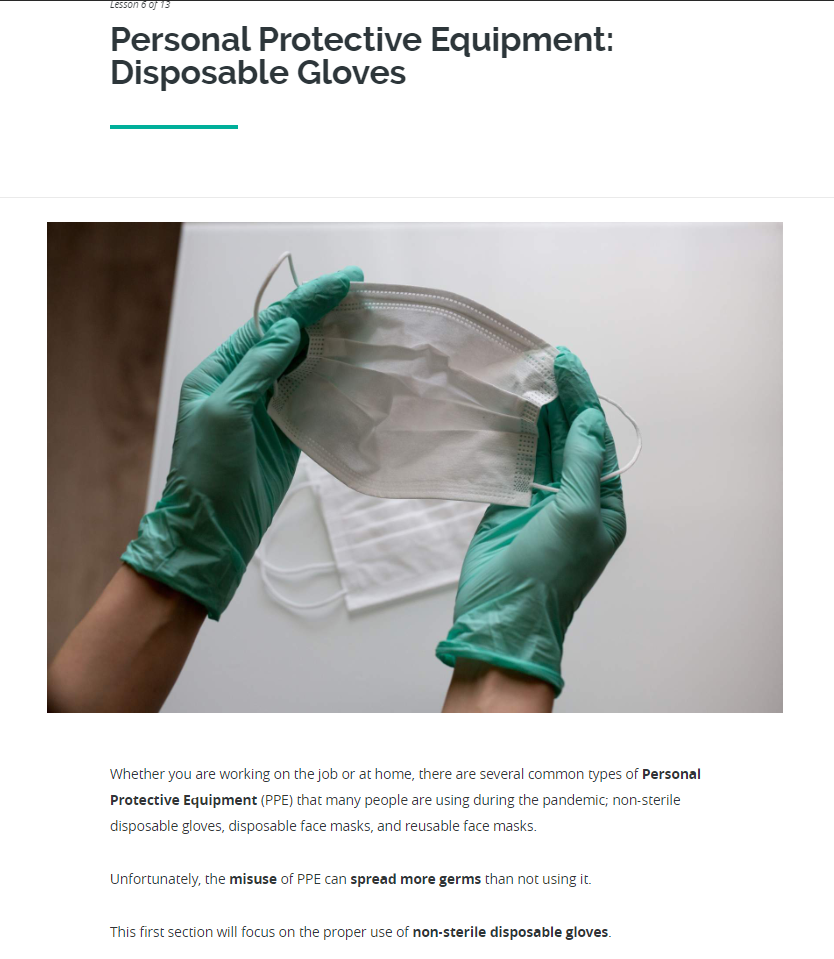 Lesson 6 of 13
Personal Protective Equipment:
Disposable Gloves
Whether you are working on the job or at home, there are several common types of Personal
Protective Equipment (PPE) that many people are using during the pandemic; non-sterile
disposable gloves, disposable face masks, and reusable face masks.
Unfortunately, the misuse of PPE can spread more germs than not using it.
This first section will focus on the proper use of non-sterile disposable gloves.